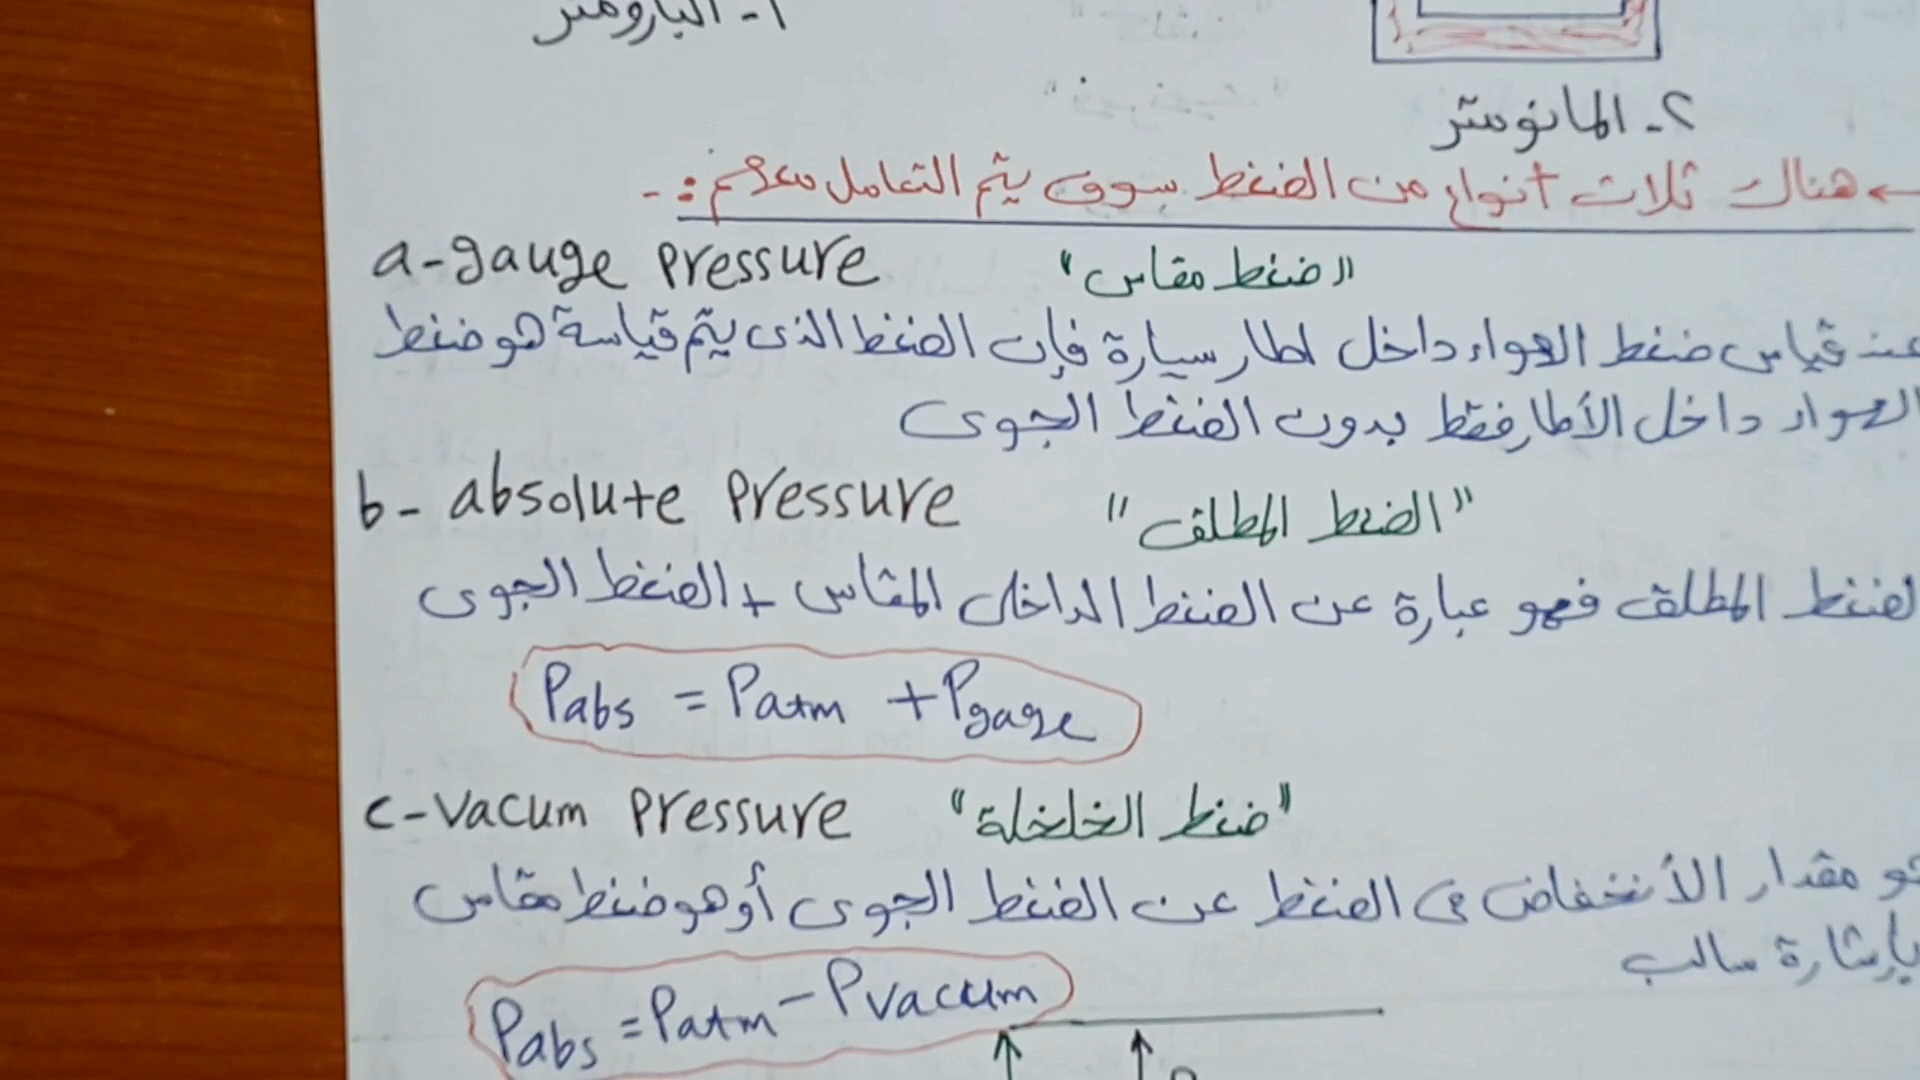 ١- البارومتر
٢- المانومتر
← هناك ثلاث أنواع من الضغط سوف يتم التعامل معهم :-
a-gauge pressure "ضغط مقاس"
عند قياس ضغط الهواء داخل اطار سيارة فإن الضغط الذى يتم قياسة هو ضغط
الهواء داخل الأطار فقط بدون الضغط الجوى
b- absolute pressure "الضغط المطلق"
لضغط المطلق فهو عبارة عن الضغط الداخلى المقاس + الضغط الجوى
Pabs = Patm + Pgage
c-vacum pressure "ضغط الخلخلة"
هو مقدار الأنخفاض فى الضغط عن الضغط الجوى أو هو ضغط مقاس
بإشارة سالب
Pabs = Patm - Pvacum